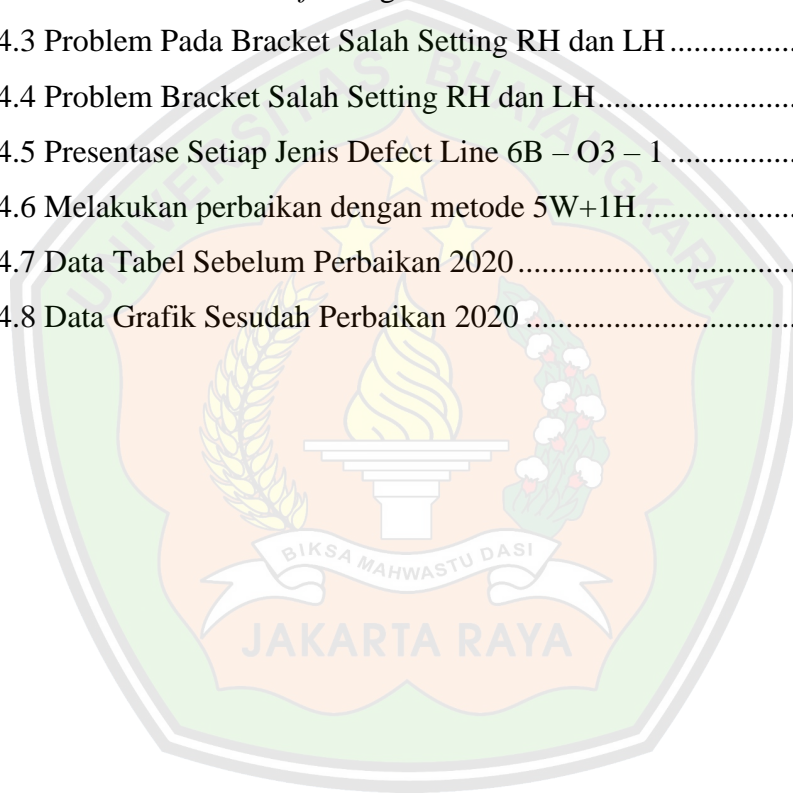 4.3 Problem Pada Bracket Salah Setting RH dan LH..................
4.4 Problem Bracket Salah Setting RH dan LH...........................
4.5 Presentase Setiap Jenis Defect Line 6B – O3 – 1..................
4.6 Melakukan perbaikan dengan metode 5W+1H......................
4.7 Data Tabel Sebelum Perbaikan 2020.....................................
4.8 Data Grafik Sesudah Perbaikan 2020....................................
UNIVERSITAS BHAYANGKARA
BIKSA MAHWASTU DASI
JAKARTA RAYA